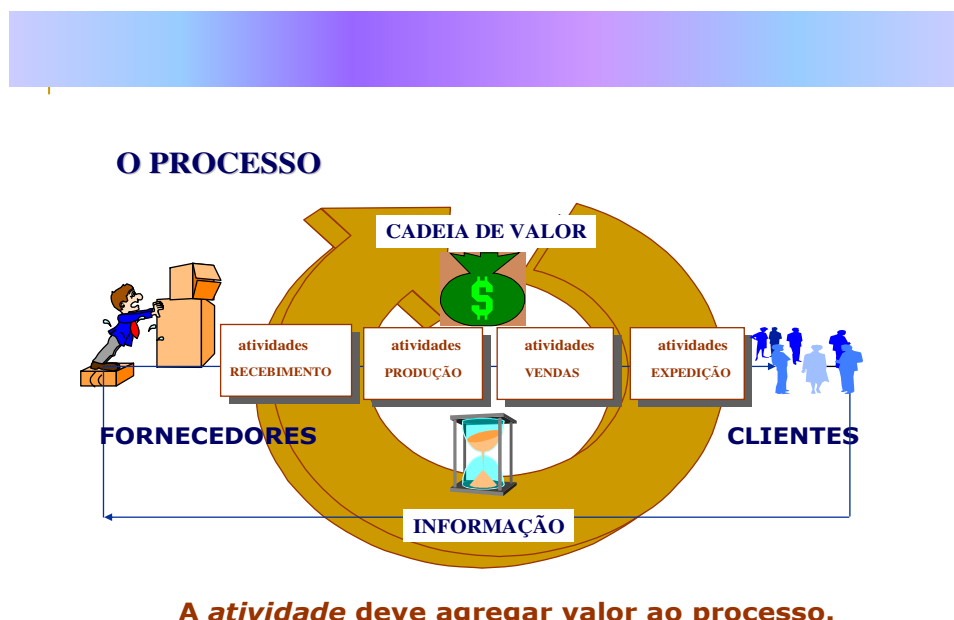 O PROCESSO
CADEIA DE VALOR
$
atividades
RECEBIMENTO
atividades
PRODUÇÃO
atividades
VENDAS
atividades
EXPEDIÇÃO
FORNECEDORES
CLIENTES
INFORMAÇÃO
A atividade deve agregar valor ao processo.